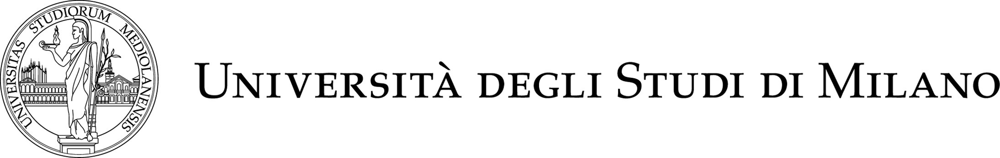 UNIVERSITAS STUDIORUM MEDIOLANENSIS
UNIVERSITÀ DEGLI STUDI DI MILANO